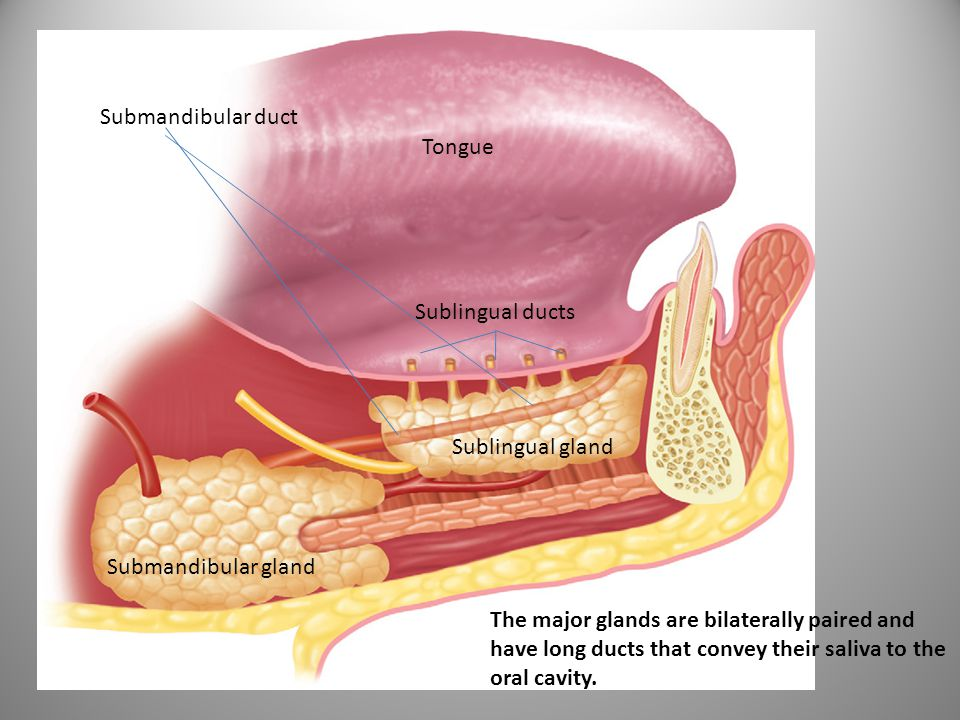 Submandibular duct
Tongue
Sublingual ducts
Sublingual gland
Submandibular gland
The major glands are bilaterally paired and
have long ducts that convey their saliva to the
oral cavity.